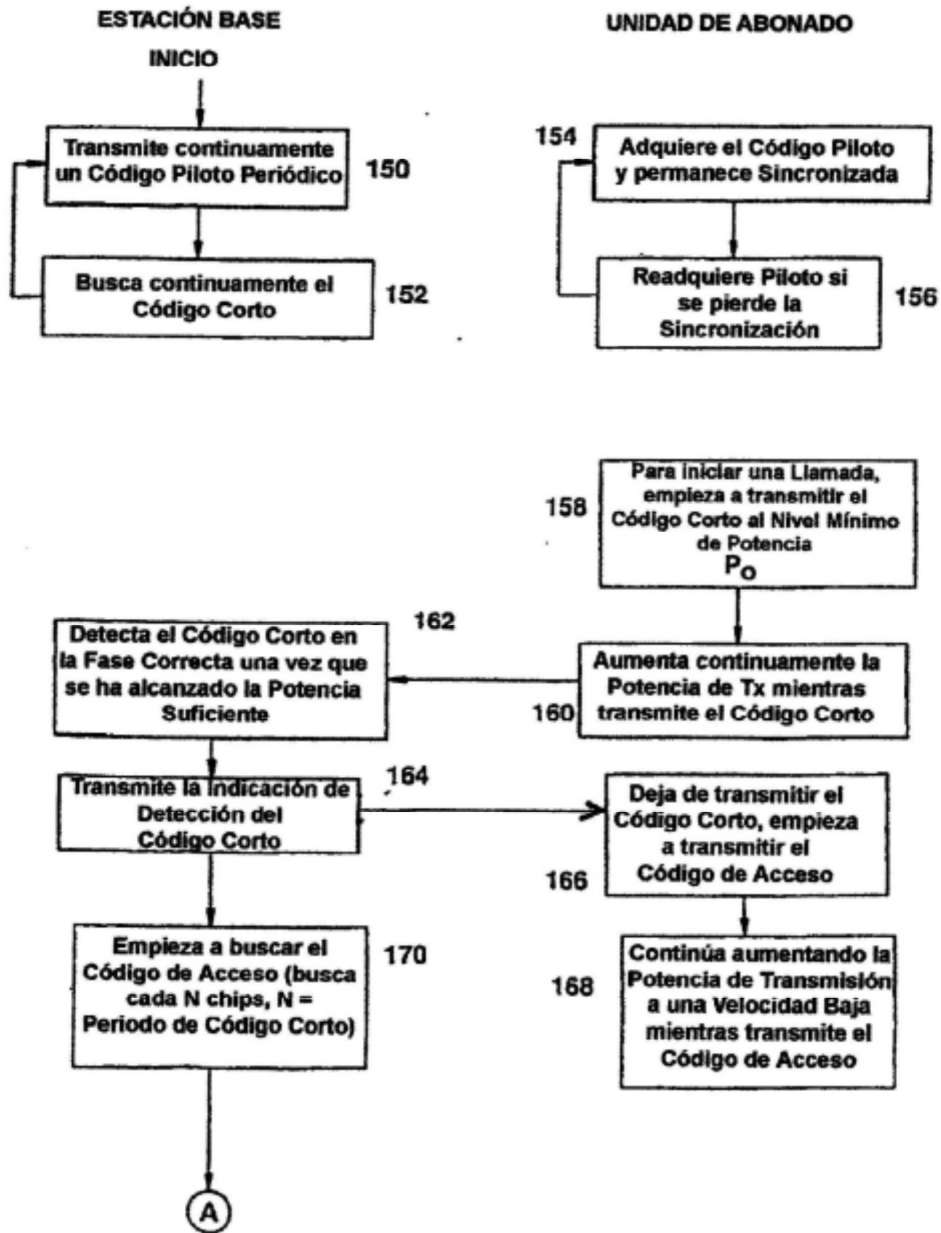 ESTACIÓN BASE
UNIDAD DE ABONADO
INICIO
Transmite continuamente
un Código Piloto Periódico
150
154
Adquiere el Código Piloto
y permanece Sincronizada
Busca continuamente el
Código Corto
152
Readquiere Piloto si
se pierde la
Sincronización
156
158
Para iniciar una Llamada,
empieza a transmitir el
Código Corto al Nivel Mínimo
de Potencia
PO
162
Detecta el Código Corto en
la Fase Correcta una vez que
se ha alcanzado la Potencia
Suficiente
160
Aumenta continuamente la
Potencia de Tx mientras
transmite el Código Corto
164
Transmite la Indicación de
Detección del
Código Corto
166
Deja de transmitir el
Código Corto, empieza
a transmitir el
Código de Acceso
170
Empieza a buscar el
Código de Acceso (busca
cada N chips, N =
Periodo de Código Corto)
168
Continúa aumentando la
Potencia de Transmisión
a una Velocidad Baja
mientras transmite el
Código de Acceso
A